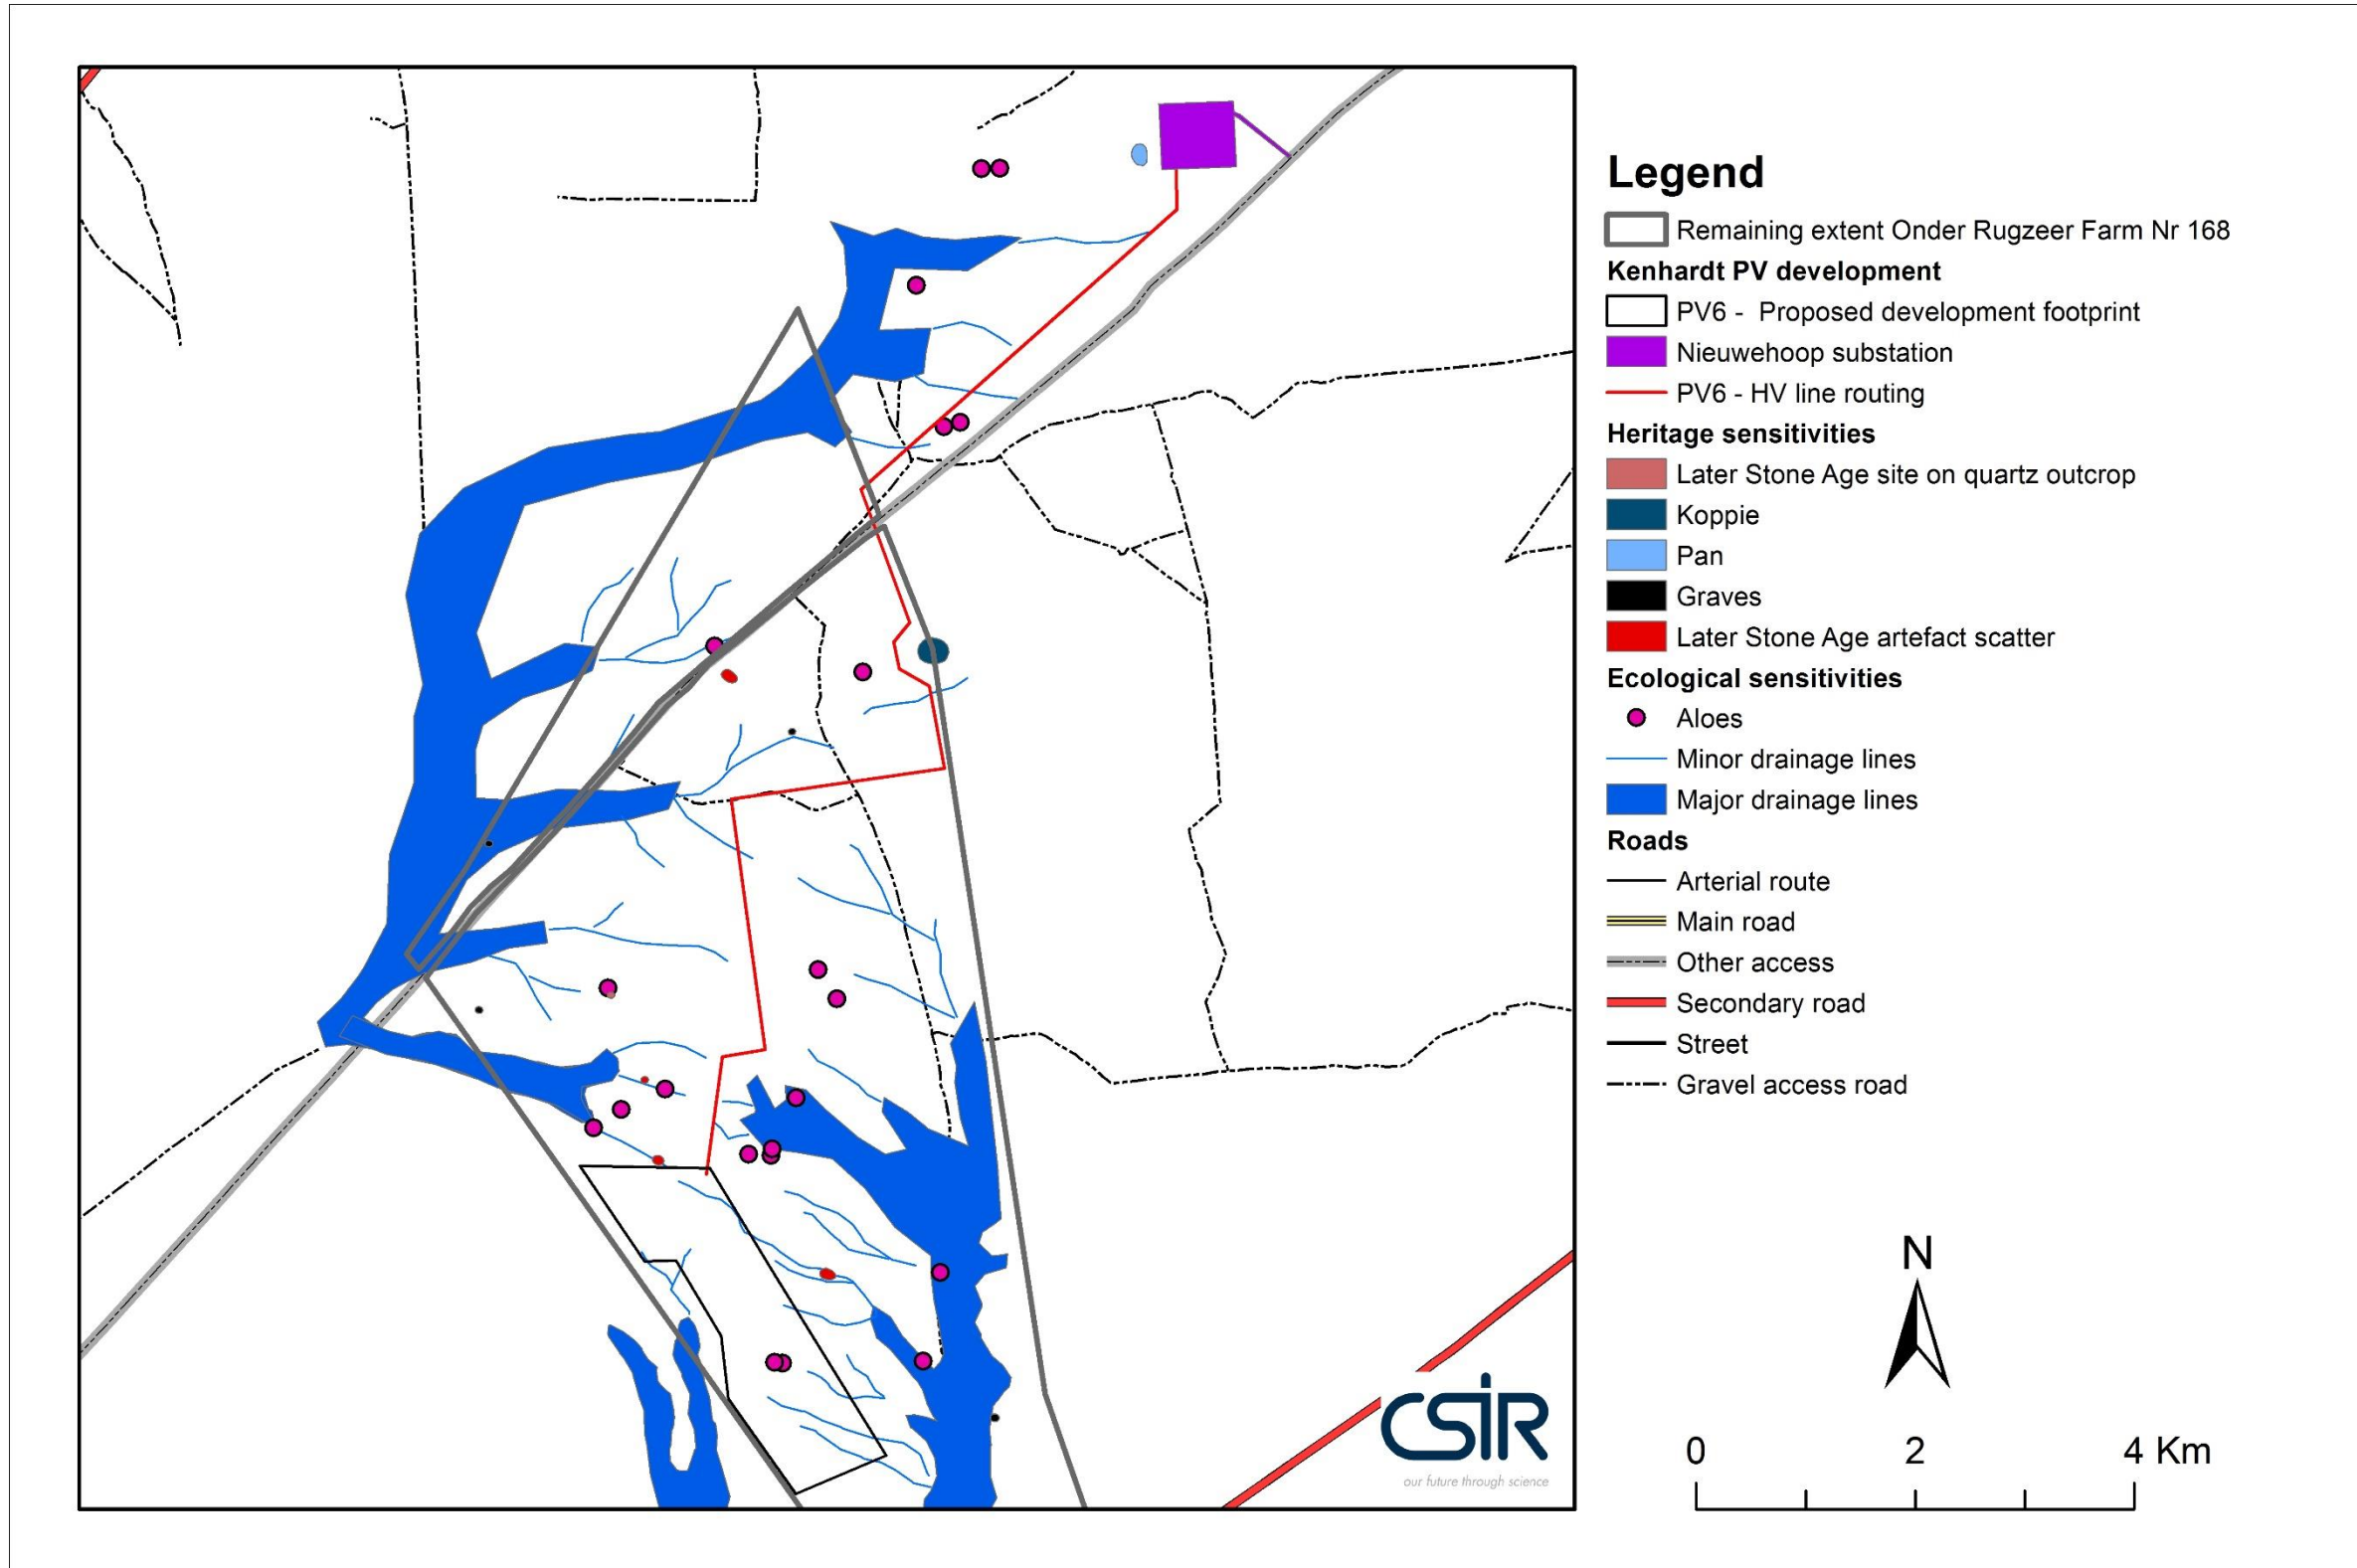 Legend
Remaining extent Onder Rugzeer Farm Nr 168
Kenhardt PV development
PV6 -  Proposed development footprint
Nieuwehoop substation
PV6 - HV line routing
Heritage sensitivities
Later Stone Age site on quartz outcrop
Koppie
Pan
Graves
Later Stone Age artefact scatter
Ecological sensitivities
Aloes
Minor drainage lines
Major drainage lines
Roads
Arterial route
Main road
Other access
Secondary road
Street
Gravel access road
N
0 2 4 Km
CSIR
our future through science